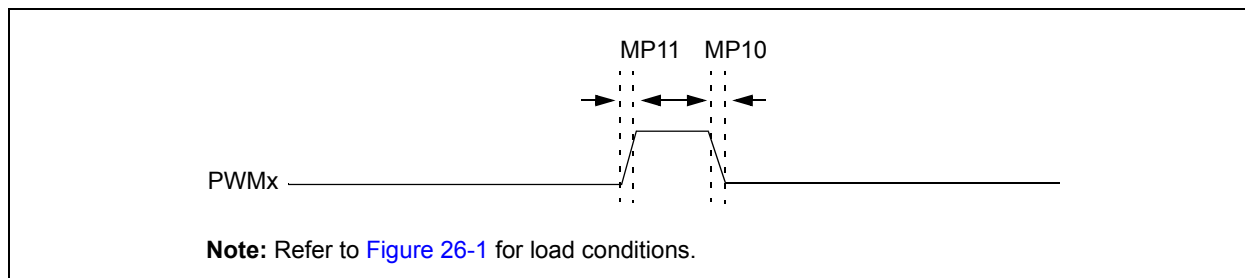 MP11 MP10
PWMx
Note: Refer to Figure 26-1 for load conditions.